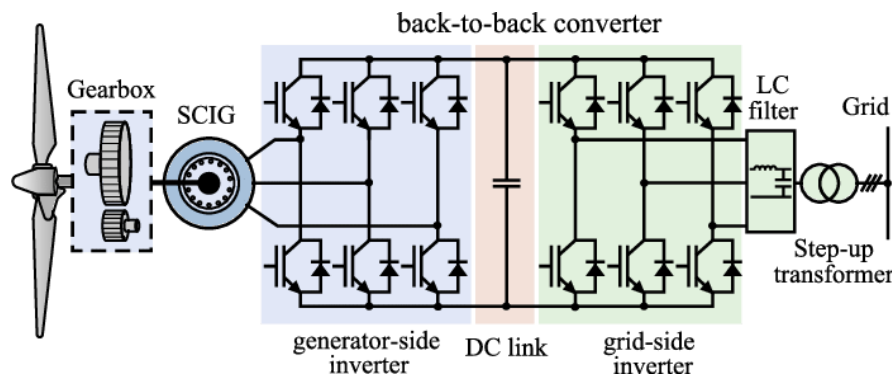 back-to-back converter
Gearbox
SCIG
LC
filter
Grid
Step-up
transformer
generator-side
inverter
DC link
grid-side
inverter